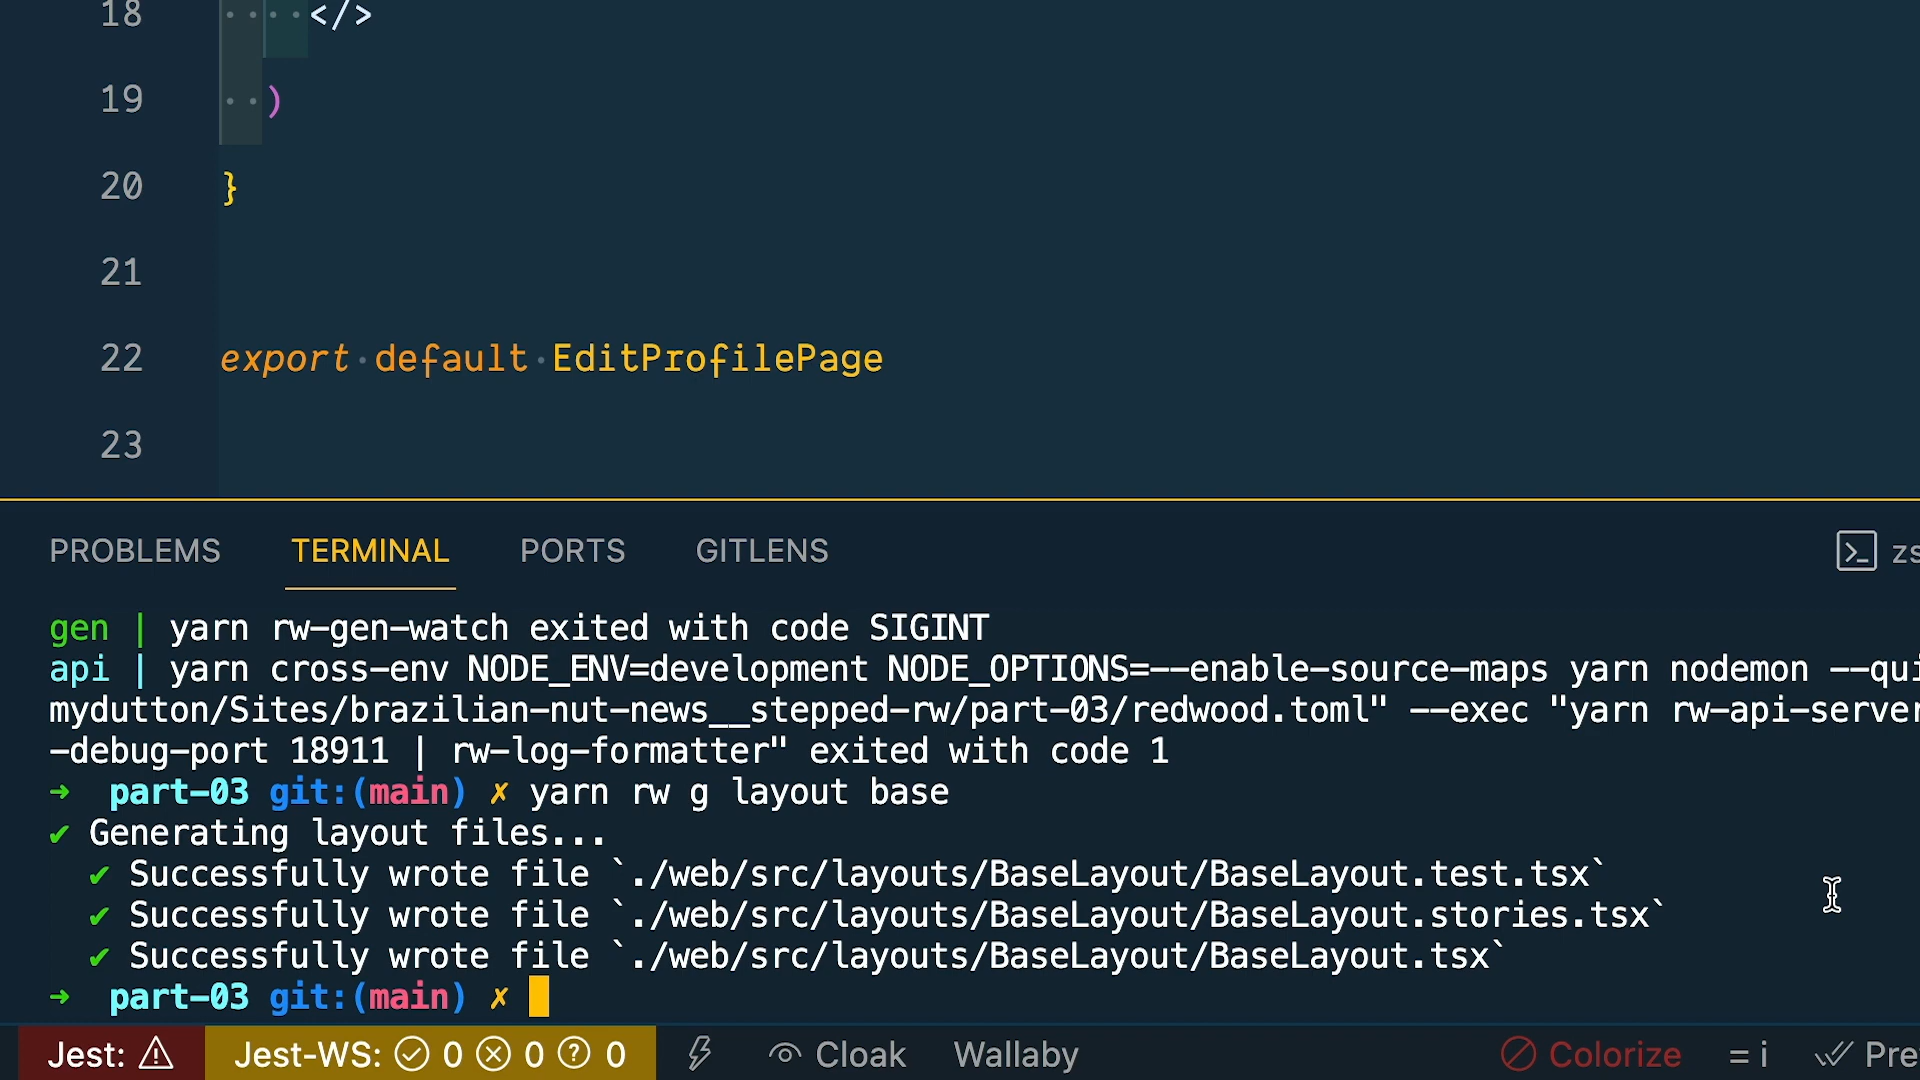 18 ····</>
19 ··)
20 }
21
22 export·default·EditProfilePage
23
PROBLEMS TERMINAL PORTS GITLENS zs
gen | yarn rw-gen-watch exited with code SIGINT
api | yarn cross-env NODE_ENV=development NODE_OPTIONS=--enable-source-maps yarn nodemon --qui
mydutton/Sites/brazilian-nut-news__stepped-rw/part-03/redwood.toml" --exec "yarn rw-api-server
-debug-port 18911 | rw-log-formatter" exited with code 1
➜ part-03 git:(main) ✗ yarn rw g layout base
✔ Generating layout files...
✔ Successfully wrote file `./web/src/layouts/BaseLayout/BaseLayout.test.tsx`
✔ Successfully wrote file `./web/src/layouts/BaseLayout/BaseLayout.stories.tsx`
✔ Successfully wrote file `./web/src/layouts/BaseLayout/BaseLayout.tsx`
➜ part-03 git:(main) ✗
Jest: Jest-WS: 0 0 0 Cloak Wallaby Colorize = i Pre